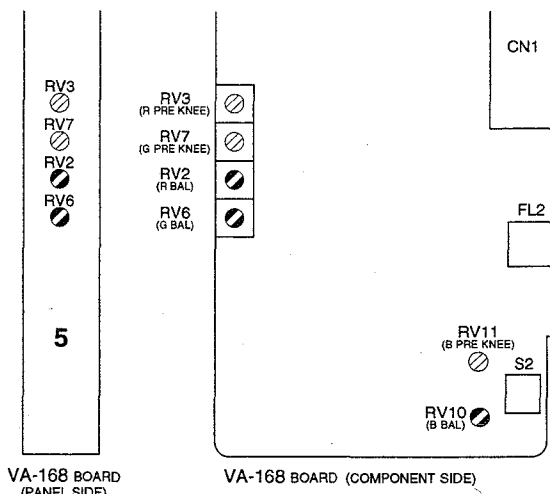 RV3
RV7
RV2
RV6
5
VA-168 BOARD
(PANEL SIDE)
RV3
(R PRE KNEE)
RV7
(G PRE KNEE)
RV2
(R BAL)
RV6
(G BAL)
CN1
FL2
RV11
(B PRE KNEE)
S2
RV10
(B BAL)
VA-168 BOARD (COMPONENT SIDE)